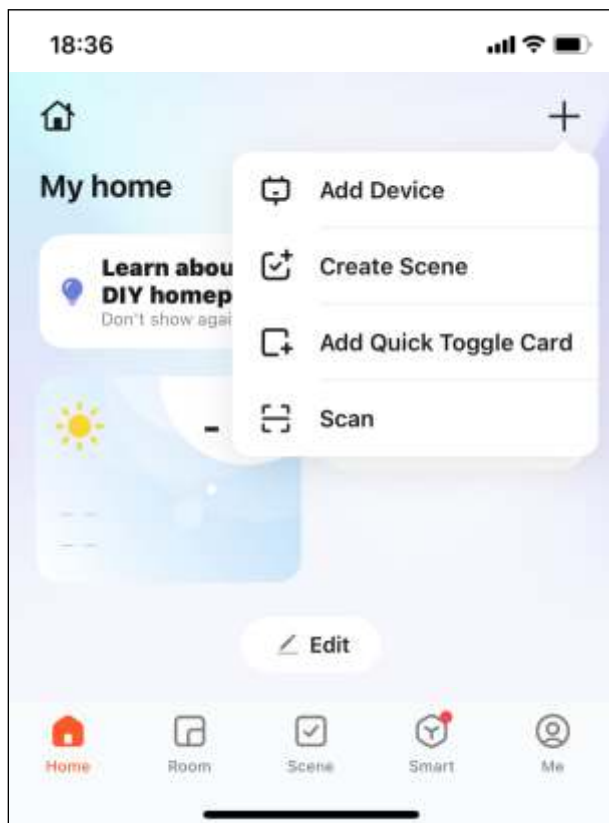 18:36
My home
Add Device
Learn abou
DIY homep
Don't show agai
Create Scene
Add Quick Toggle Card
Scan
-
-- --
-- --
Edit
Home
Room
Scene
Smart
Me